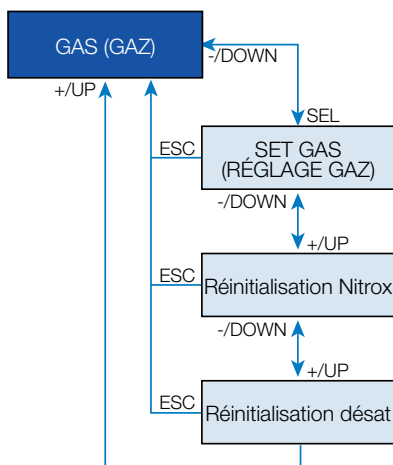 GAS (GAZ)
-/DOWN
+/UP
SEL
ESC
SET GAS
(RÉGLAGE GAZ)
-/DOWN
+/UP
ESC
Réinitialisation Nitrox
-/DOWN
+/UP
ESC
Réinitialisation désat